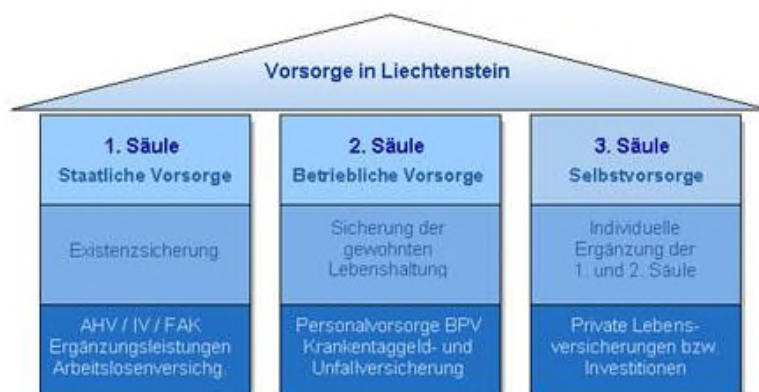 Vorsorge in Liechtenstein
1. Säule
Staatliche Vorsorge
Existenzsicherung
AHV / IV / FAK
Ergänzungsleistungen
Arbeitslosenversichg.
2. Säule
Betriebliche Vorsorge
Sicherung der
gewohnten
Lebenshaltung
Personalvorsorge BPV
Krankentaggeld- und
Unfallversicherung
3. Säule
Selbstvorsorge
Individuelle
Ergänzung der
1. und 2. Säule
Private Lebens-
versicherungen bzw.
Investitionen